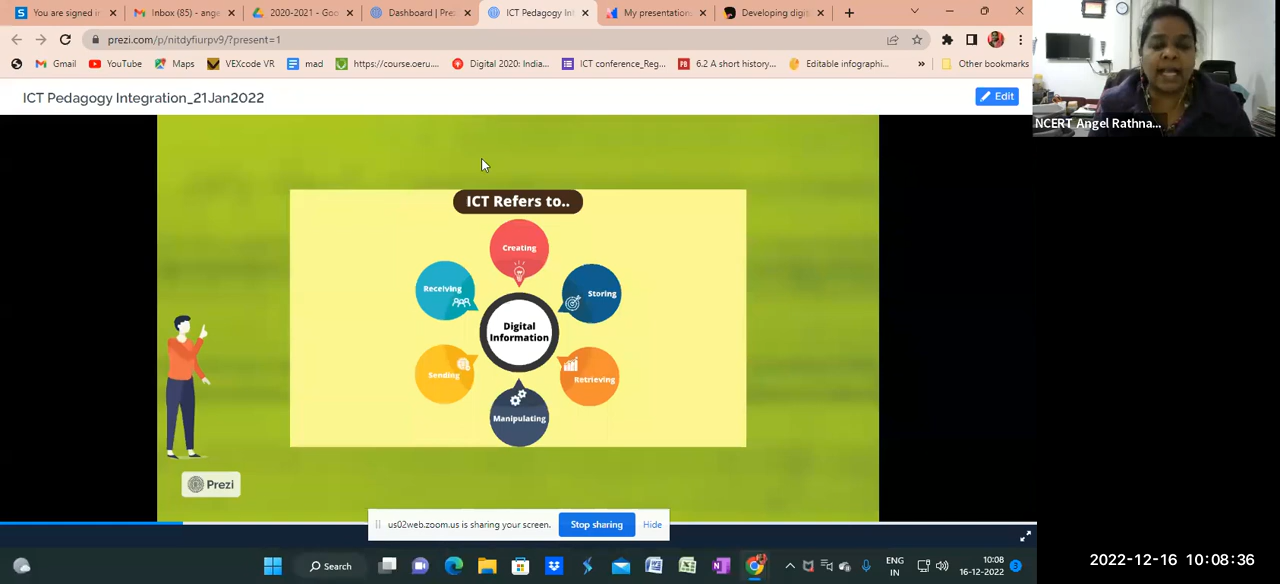 You are signed in
Inbox (85) - ange
2020-2021 - Goo
Dashboard | Prez
ICT Pedagogy Int
My presentation
Developing digit
prezi.com/p/nitdyfiurpv9/?present=1
Gmail
YouTube
Maps
VEXcode VR
mad
https://course.oeru....
Digital 2020: India...
ICT conference_Reg...
6.2 A short history...
Editable infographi...
»
Other bookmarks
ICT Pedagogy Integration_21Jan2022
Edit
NCERT Angel Rathna...
ICT Refers to..
Creating
Receiving
Storing
Digital
Information
Sending
Retrieving
Manipulating
Prezi
us02web.zoom.us is sharing your screen.
Stop sharing
Hide
Search
ENG
IN
10:08
16-12-2022
3
2022-12-16 10:08:36